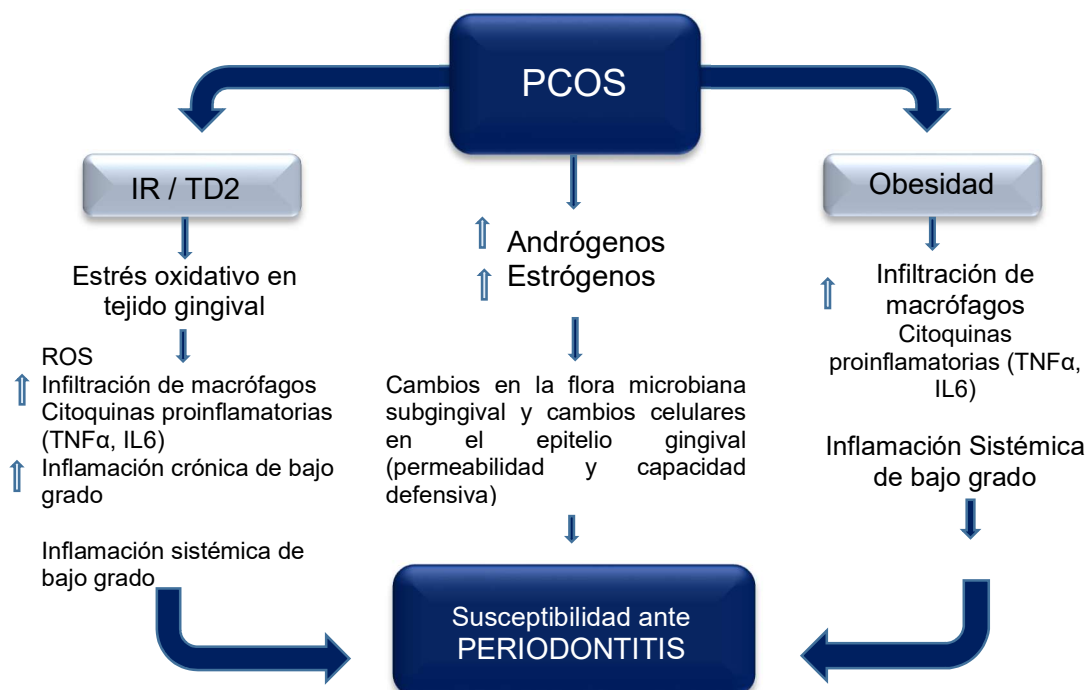 PCOS
IR / TD2
Estrés oxidativo en
tejido gingival
ROS
⇧ Infiltración de macrófagos
Citoquinas proinflamatorias
(TNFα, IL6)
⇧ Inflamación crónica de bajo
grado
Inflamación sistémica de
bajo grado
⇧ Andrógenos
⇧ Estrógenos
Cambios en la flora microbiana
subgingival y cambios celulares
en el epitelio gingival
(permeabilidad y capacidad
defensiva)
Obesidad
⇧ Infiltración de
macrófagos
Citoquinas
proinflamatorias (TNFα,
IL6)
Inflamación Sistémica
de bajo grado
Susceptibilidad ante
PERIODONTITIS